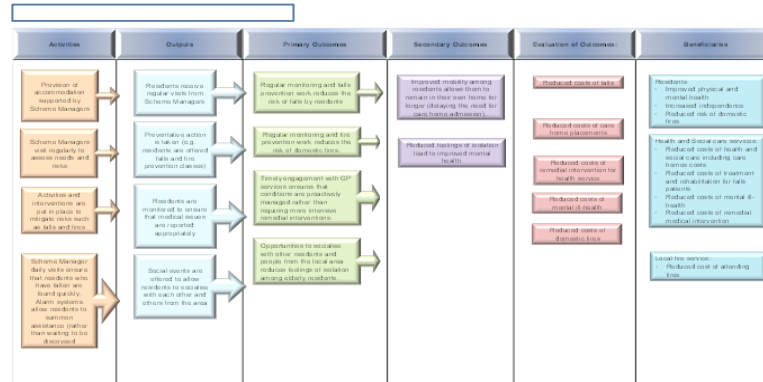 Activities
Outputs
Primary Outcomes
Secondary Outcomes
Evaluation of Outcomes:
Beneficiaries
Provision of
accommodation
supported by
Scheme Managers
Scheme Managers
visit regularly to
assess needs and
risks
Activities and
interventions are
put in place to
mitigate risks such
as falls and fires
Scheme Manager
daily visits ensure
that residents who
have fallen are
found quickly.
Alarm systems
allow residents to
summon
assistance (rather
than waiting to be
discovered
Residents receive
regular visits from
Scheme Managers
Preventative action
is taken (e.g.
residents are offered
falls and fire
prevention classes)
Residents are
monitored to ensure
that medical issues
are reported
appropriately
Social events are
offered to allow
residents to socialise
with each other and
others from the area
Regular monitoring and falls
prevention work reduces the
risk of falls by residents
Regular monitoring and fire
prevention work reduces the
risk of domestic fires.
Timely engagement with GP
services ensures that
conditions are proactively
managed rather than
requiring more intensive
remedial interventions.
Opportunities to socialise
with other residents and
people from the local area
reduces feelings of isolation
among elderly residents.
Improved mobility among
residents allows them to
remain in their own home for
longer (delaying the need for
care home admission).
Reduced feelings of isolation
lead to improved mental
health.
Reduced costs of falls
Reduced costs of care
home placements
Reduced costs of
remedial intervention for
health service
Reduced costs of
mental ill-health
Reduced costs of
domestic fires
Residents
- Improved physical and
mental health
- Increased independence
- Reduced risk of domestic
fires
Health and Social care services:
- Reduced costs of health and
social care including care
homes costs
- Reduced costs of treatment
and rehabilitation for falls
patients
- Reduced costs of mental ill-
health
- Reduced costs of remedial
medical intervention
Local fire service:
- Reduced cost of attending
fires